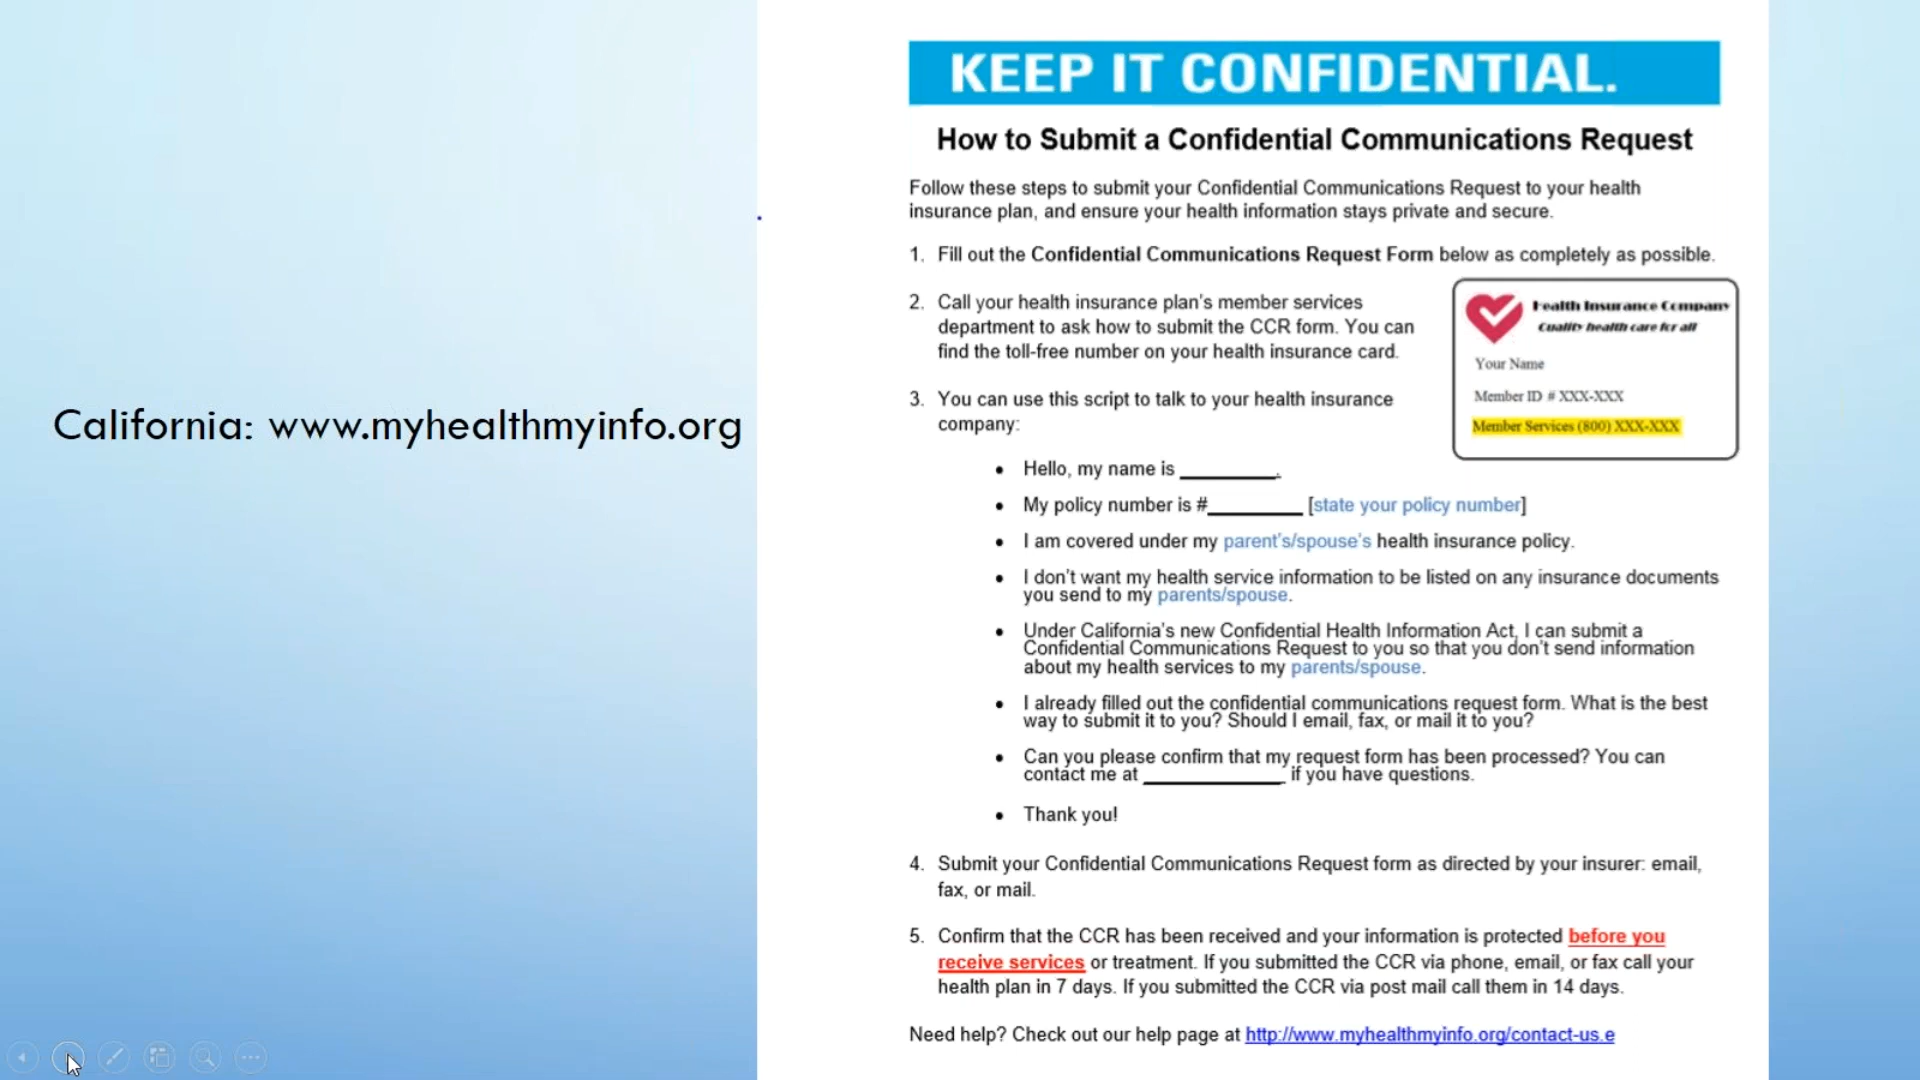 California: www.myhealthmyinfo.org
KEEP IT CONFIDENTIAL.
How to Submit a Confidential Communications Request
Follow these steps to submit your Confidential Communications Request to your health
insurance plan, and ensure your health information stays private and secure.
1. Fill out the Confidential Communications Request Form below as completely as possible.
2. Call your health insurance plan's member services
department to ask how to submit the CCR form. You can
find the toll-free number on your health insurance card.
Health Insurance Company
Quality health care for all
Your Name
Member ID # XXX-XXX
Member Services (800) XXX-XXX
3. You can use this script to talk to your health insurance
company:
• Hello, my name is _________.
• My policy number is #_________ [state your policy number]
• I am covered under my parent's/spouse's health insurance policy.
• I don't want my health service information to be listed on any insurance documents
you send to my parents/spouse.
• Under California's new Confidential Health Information Act, I can submit a
Confidential Communications Request to you so that you don't send information
about my health services to my parents/spouse.
• I already filled out the confidential communications request form. What is the best
way to submit it to you? Should I email, fax, or mail it to you?
• Can you please confirm that my request form has been processed? You can
contact me at _____________ if you have questions.
• Thank you!
4. Submit your Confidential Communications Request form as directed by your insurer: email,
fax, or mail.
5. Confirm that the CCR has been received and your information is protected before you
receive services or treatment. If you submitted the CCR via phone, email, or fax call your
health plan in 7 days. If you submitted the CCR via post mail call them in 14 days.
Need help? Check out our help page at http://www.myhealthmyinfo.org/contact-us.e